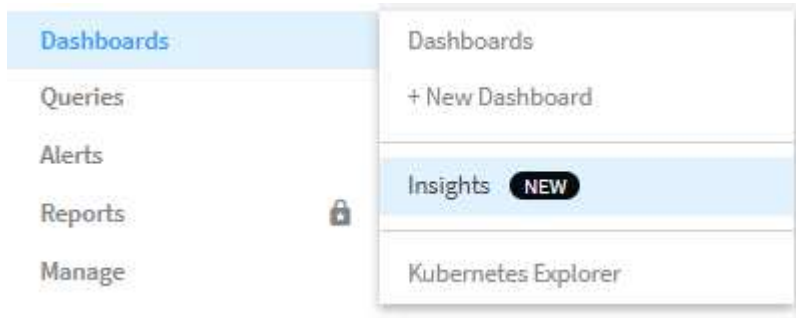 Dashboards
Queries
Alerts
Reports
Manage
Dashboards
+ New Dashboard
Insights NEW
Kubernetes Explorer